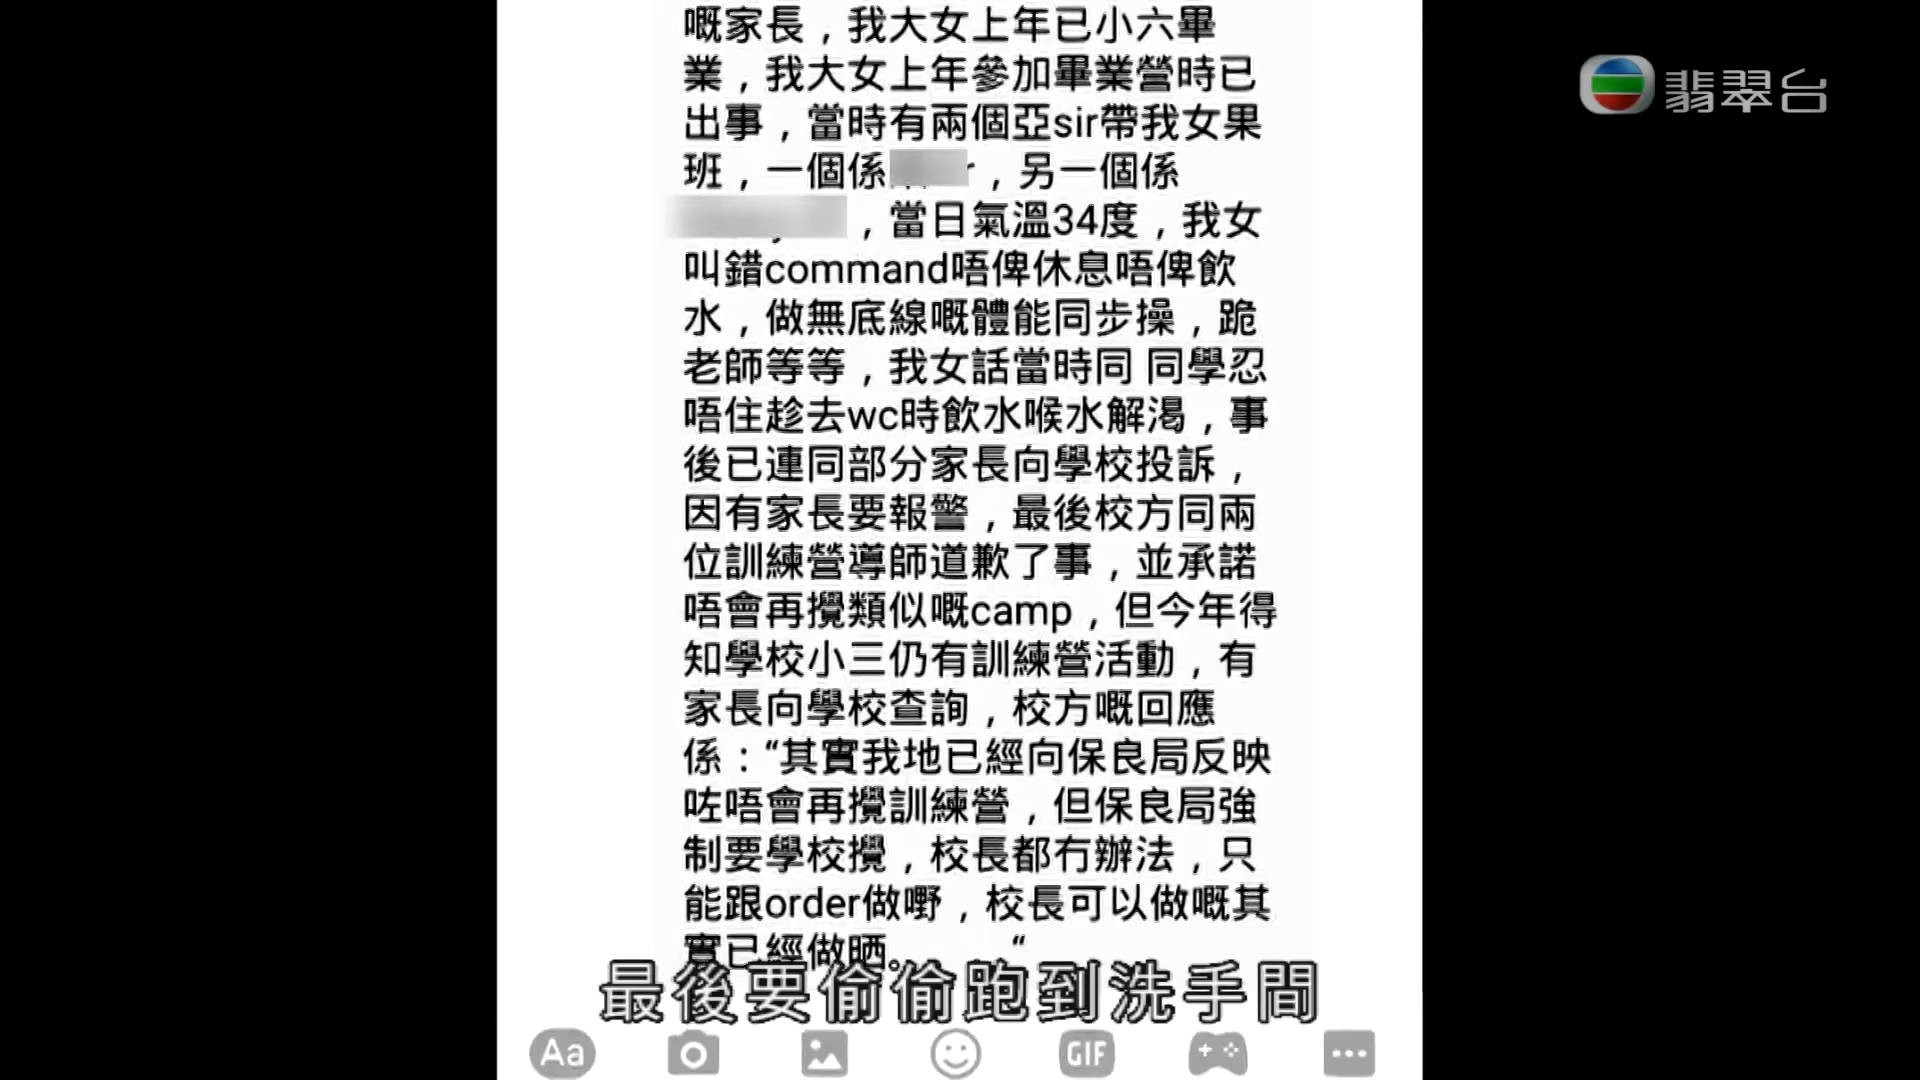 嘅家長，我大女上年已小六畢
業，我大女上年參加畢業營時已
出事，當時有兩個亞sir帶我女果
班，一個係，另一個係
，當日氣溫34度，我女
叫錯command唔俾休息唔俾飲
水，做無底線嘅體能同步操，跪
老師等等，我女話當時同 同學忍
唔住趁去wc時飲水喉水解渴，事
後已連同部分家長向學校投訴，
因有家長要報警，最後校方同兩
位訓練營導師道歉了事，並承諾
唔會再攪類似嘅camp，但今年得
知學校小三仍有訓練營活動，有
家長向學校查詢，校方嘅回應
係：“其實我地已經向保良局反映
咗唔會再攪訓練營，但保良局強
制要學校攪，校長都冇辦法，只
能跟order做嘢，校長可以做嘅其
實已經做晒。“
最後要偷偷跑到洗手間
Aa
GIF
翡翠台